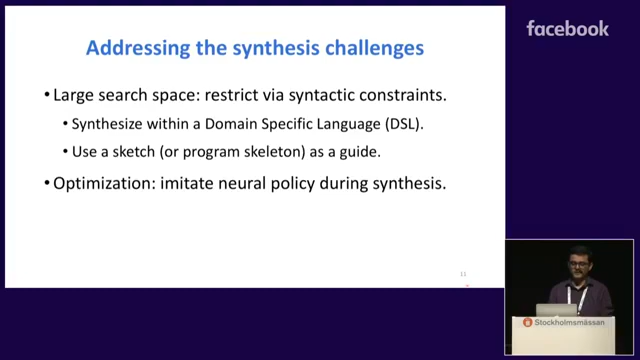 facebook
Addressing the synthesis challenges
• Large search space: restrict via syntactic constraints.
• Synthesize within a Domain Specific Language (DSL).
• Use a sketch (or program skeleton) as a guide.
• Optimization: imitate neural policy during synthesis.
11
Stockholmsmässan